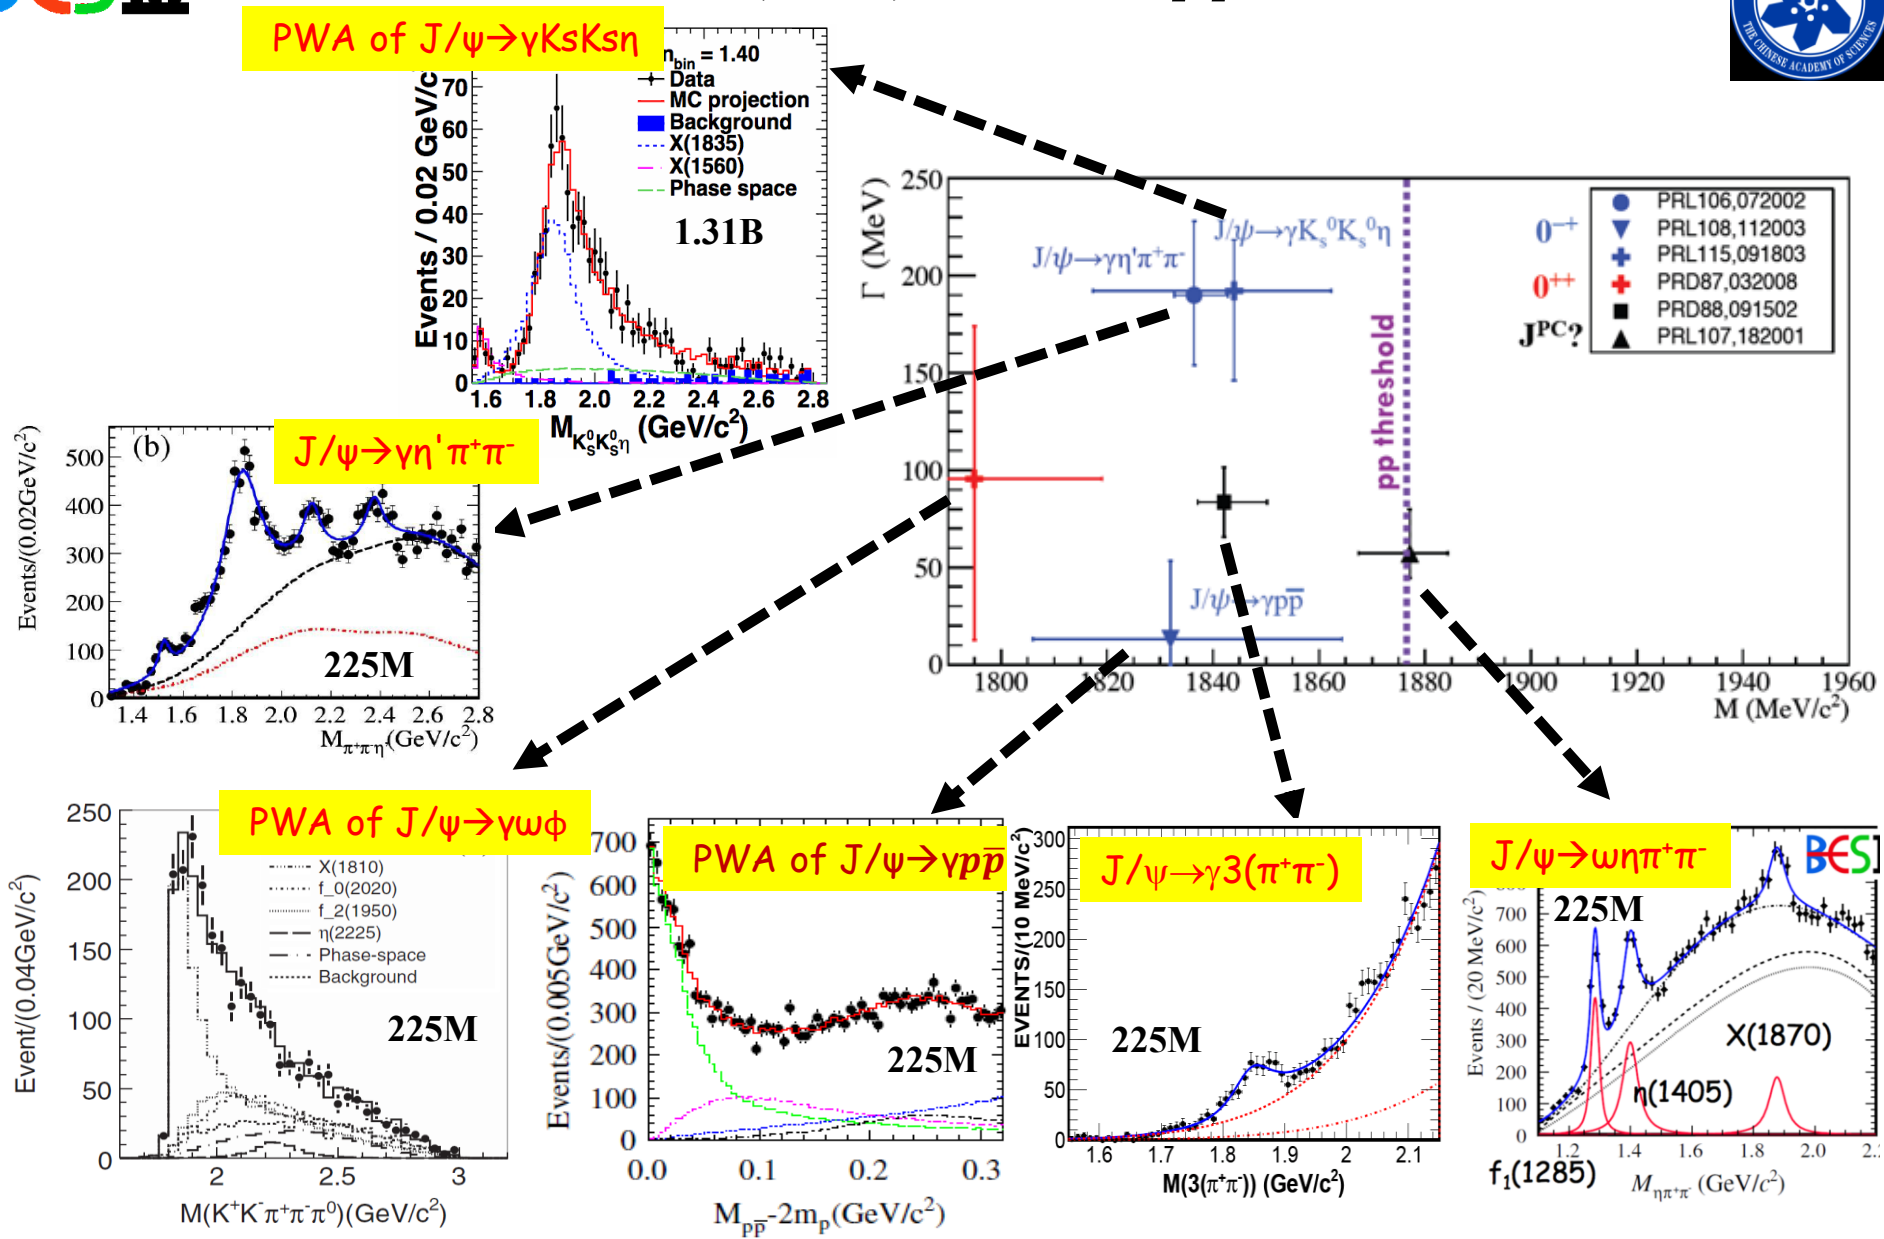 PWA of J/ψ→γKsKsη
THE CHINESE ACADEMY OF SCIENCES
Events / 0.02 GeV/c
n_bin = 1.40
Data
MC projection
Background
X(1835)
X(1560)
Phase space
1.31B
70
60
50
40
30
20
10
0
1.6 1.8 2.0 2.2 2.4 2.6 2.8
M_K⁰_SK⁰_Sη (GeV/c²)
Γ (MeV)
250
200
150
100
50
0
1800 1820 1840 1860 1880 1900 1920 1940 1960
M (MeV/c²)
J/ψ→γη'π⁺π⁻
J/ψ→γK_s⁰K_s⁰η
J/ψ→γpp̅
pp threshold
0⁻⁺
0⁺⁺
J^PC?
PRL106,072002
PRL108,112003
PRL115,091803
PRD87,032008
PRD88,091502
PRL107,182001
J/ψ→γη'π⁺π⁻
(b)
Events/(0.02GeV/c²)
500
400
300
200
100
0
225M
1.4 1.6 1.8 2.0 2.2 2.4 2.6 2.8
M_π⁺π⁻η'(GeV/c²)
PWA of J/ψ→γωϕ
Event/(0.04GeV/c²)
250
200
150
100
50
0
X(1810)
f_0(2020)
f_2(1950)
η(2225)
Phase-space
Background
225M
2 2.5 3
M(K⁺K⁻π⁺π⁻π⁰)(GeV/c²)
PWA of J/ψ→γpp̅
Events/(0.005GeV/c²)
700
600
500
400
300
200
100
0
225M
0.0 0.1 0.2 0.3
M_pp̅-2m_p(GeV/c²)
J/ψ→γ3(π⁺π⁻)
EVENTS/(10 MeV/c²)
300
250
200
150
100
50
0
225M
1.6 1.7 1.8 1.9 2 2.1
M(3(π⁺π⁻)) (GeV/c²)
J/ψ→ωηπ⁺π⁻
BESI
225M
Events / (20 MeV/c²)
700
600
500
400
300
200
100
0
X(1870)
η(1405)
f₁(1285)
1.2 1.4 1.6 1.8 2.0 2.
M_ηπ⁺π⁻ (GeV/c²)